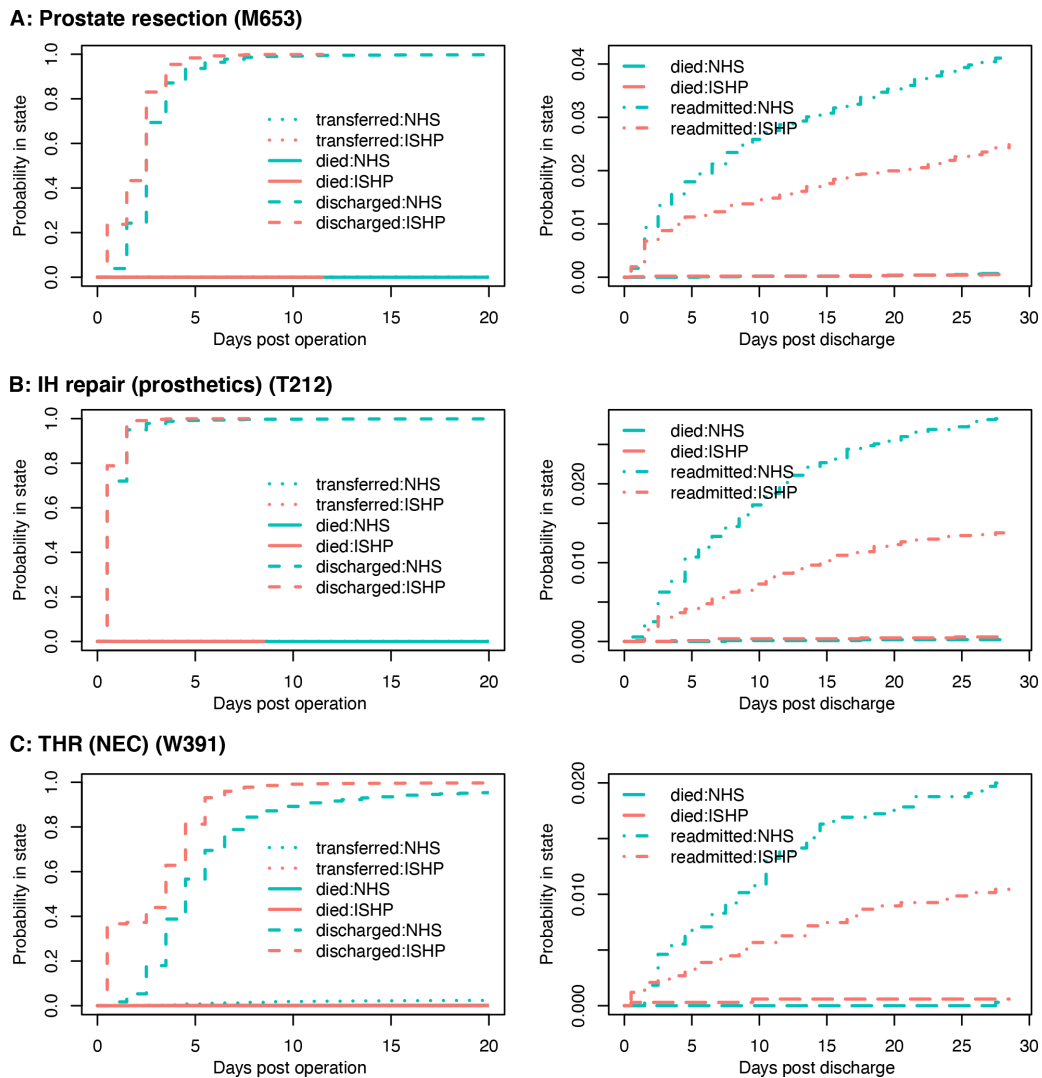 A: Prostate resection (M653)
Probability in state
0.0 0.2 0.4 0.6 0.8 1.0
transferred:NHS
transferred:ISHP
died:NHS
died:ISHP
discharged:NHS
discharged:ISHP
0 5 10 15 20
Days post operation
Probability in state
0.00 0.01 0.02 0.03 0.04
died:NHS
died:ISHP
readmitted:NHS
readmitted:ISHP
0 5 10 15 20 25 30
Days post discharge
B: IH repair (prosthetics) (T212)
Probability in state
0.0 0.2 0.4 0.6 0.8 1.0
transferred:NHS
transferred:ISHP
died:NHS
died:ISHP
discharged:NHS
discharged:ISHP
0 5 10 15 20
Days post operation
Probability in state
0.000 0.010 0.020
died:NHS
died:ISHP
readmitted:NHS
readmitted:ISHP
0 5 10 15 20 25 30
Days post discharge
C: THR (NEC) (W391)
Probability in state
0.0 0.2 0.4 0.6 0.8 1.0
transferred:NHS
transferred:ISHP
died:NHS
died:ISHP
discharged:NHS
discharged:ISHP
0 5 10 15 20
Days post operation
Probability in state
0.000 0.010 0.020
died:NHS
died:ISHP
readmitted:NHS
readmitted:ISHP
0 5 10 15 20 25 30
Days post discharge